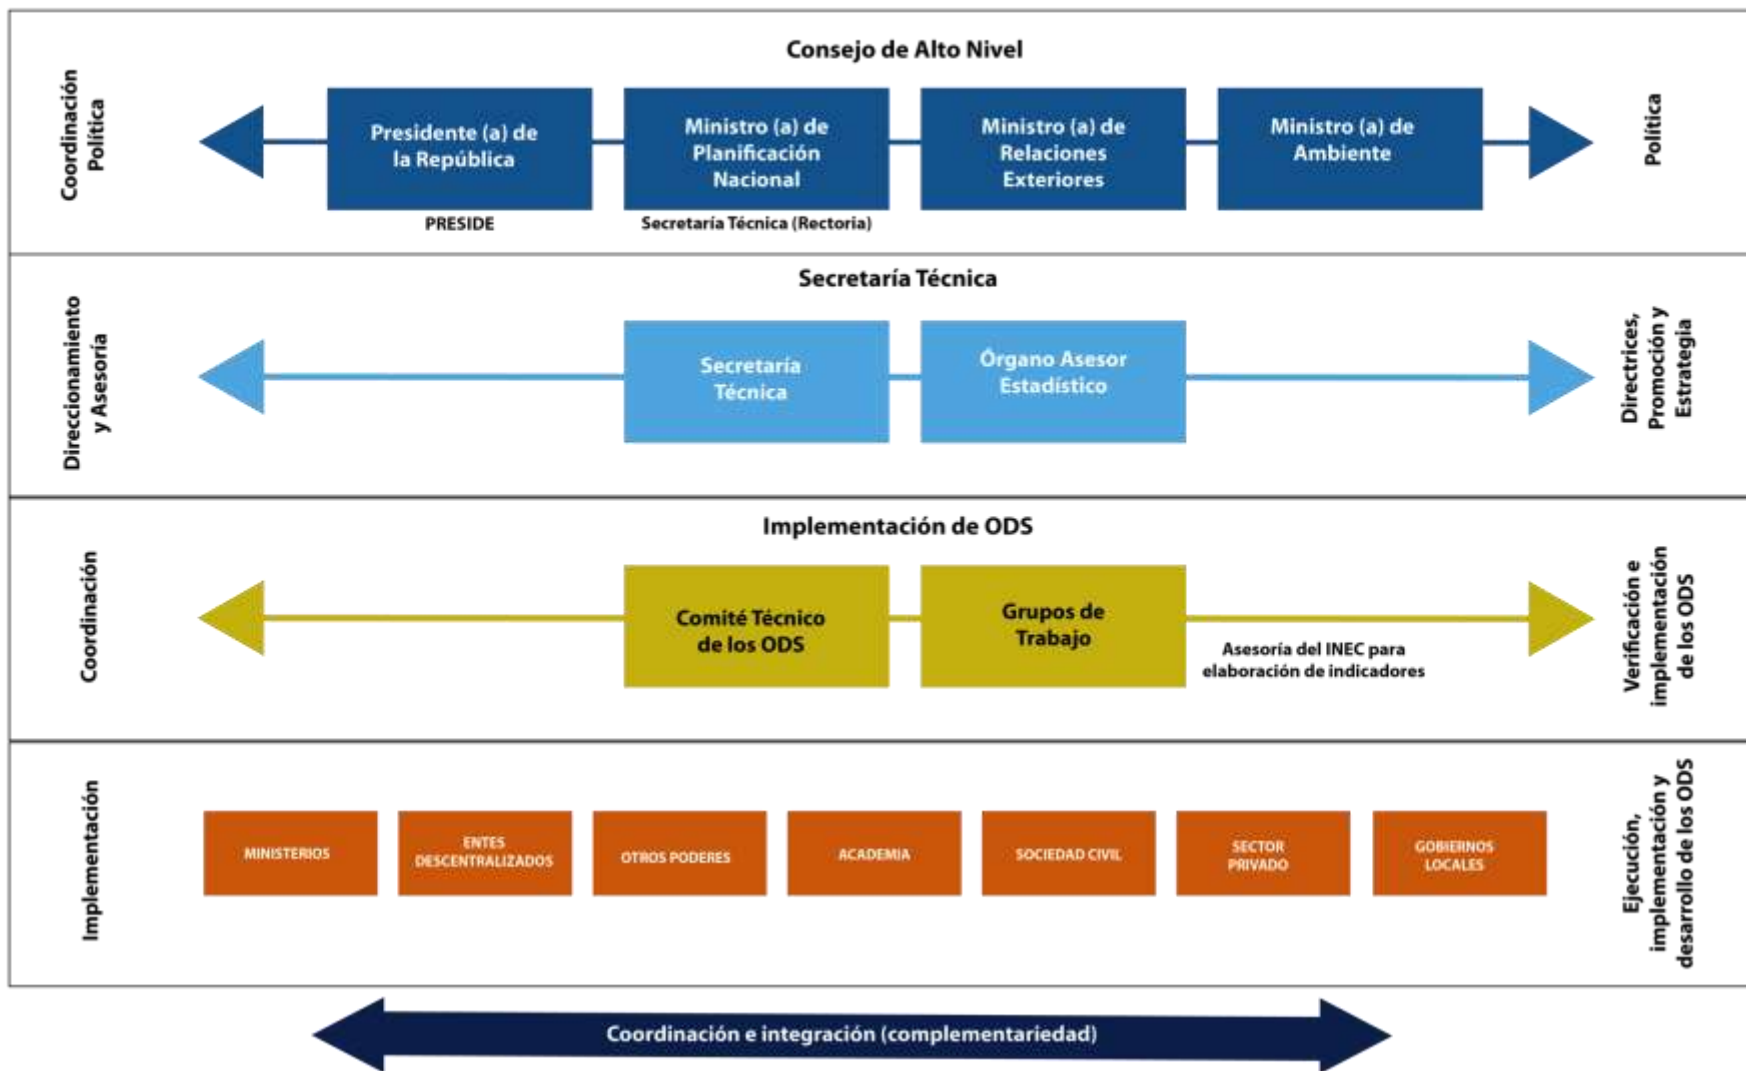 Consejo de Alto Nivel
Coordinación
Política
Presidente (a) de
la República
Ministro (a) de
Planificación
Nacional
Ministro (a) de
Relaciones
Exteriores
Ministro (a) de
Ambiente
Política
PRESIDE
Secretaría Técnica (Rectoria)
Secretaría Técnica
Direccionamiento
y Asesoría
Secretaría
Técnica
Órgano Asesor
Estadístico
Directrices,
Promoción y
Estrategia
Implementación de ODS
Coordinación
Comité Técnico
de los ODS
Grupos de
Trabajo
Asesoría del INEC para
elaboración de indicadores
Verificación e
implementación
de los ODS
Implementación
MINISTERIOS
ENTES
DESCENTRALIZADOS
OTROS PODERES
ACADEMIA
SOCIEDAD CIVIL
SECTOR
PRIVADO
GOBIERNOS
LOCALES
Ejecución,
implementación y
desarrollo de los ODS
Coordinación e integración (complementariedad)